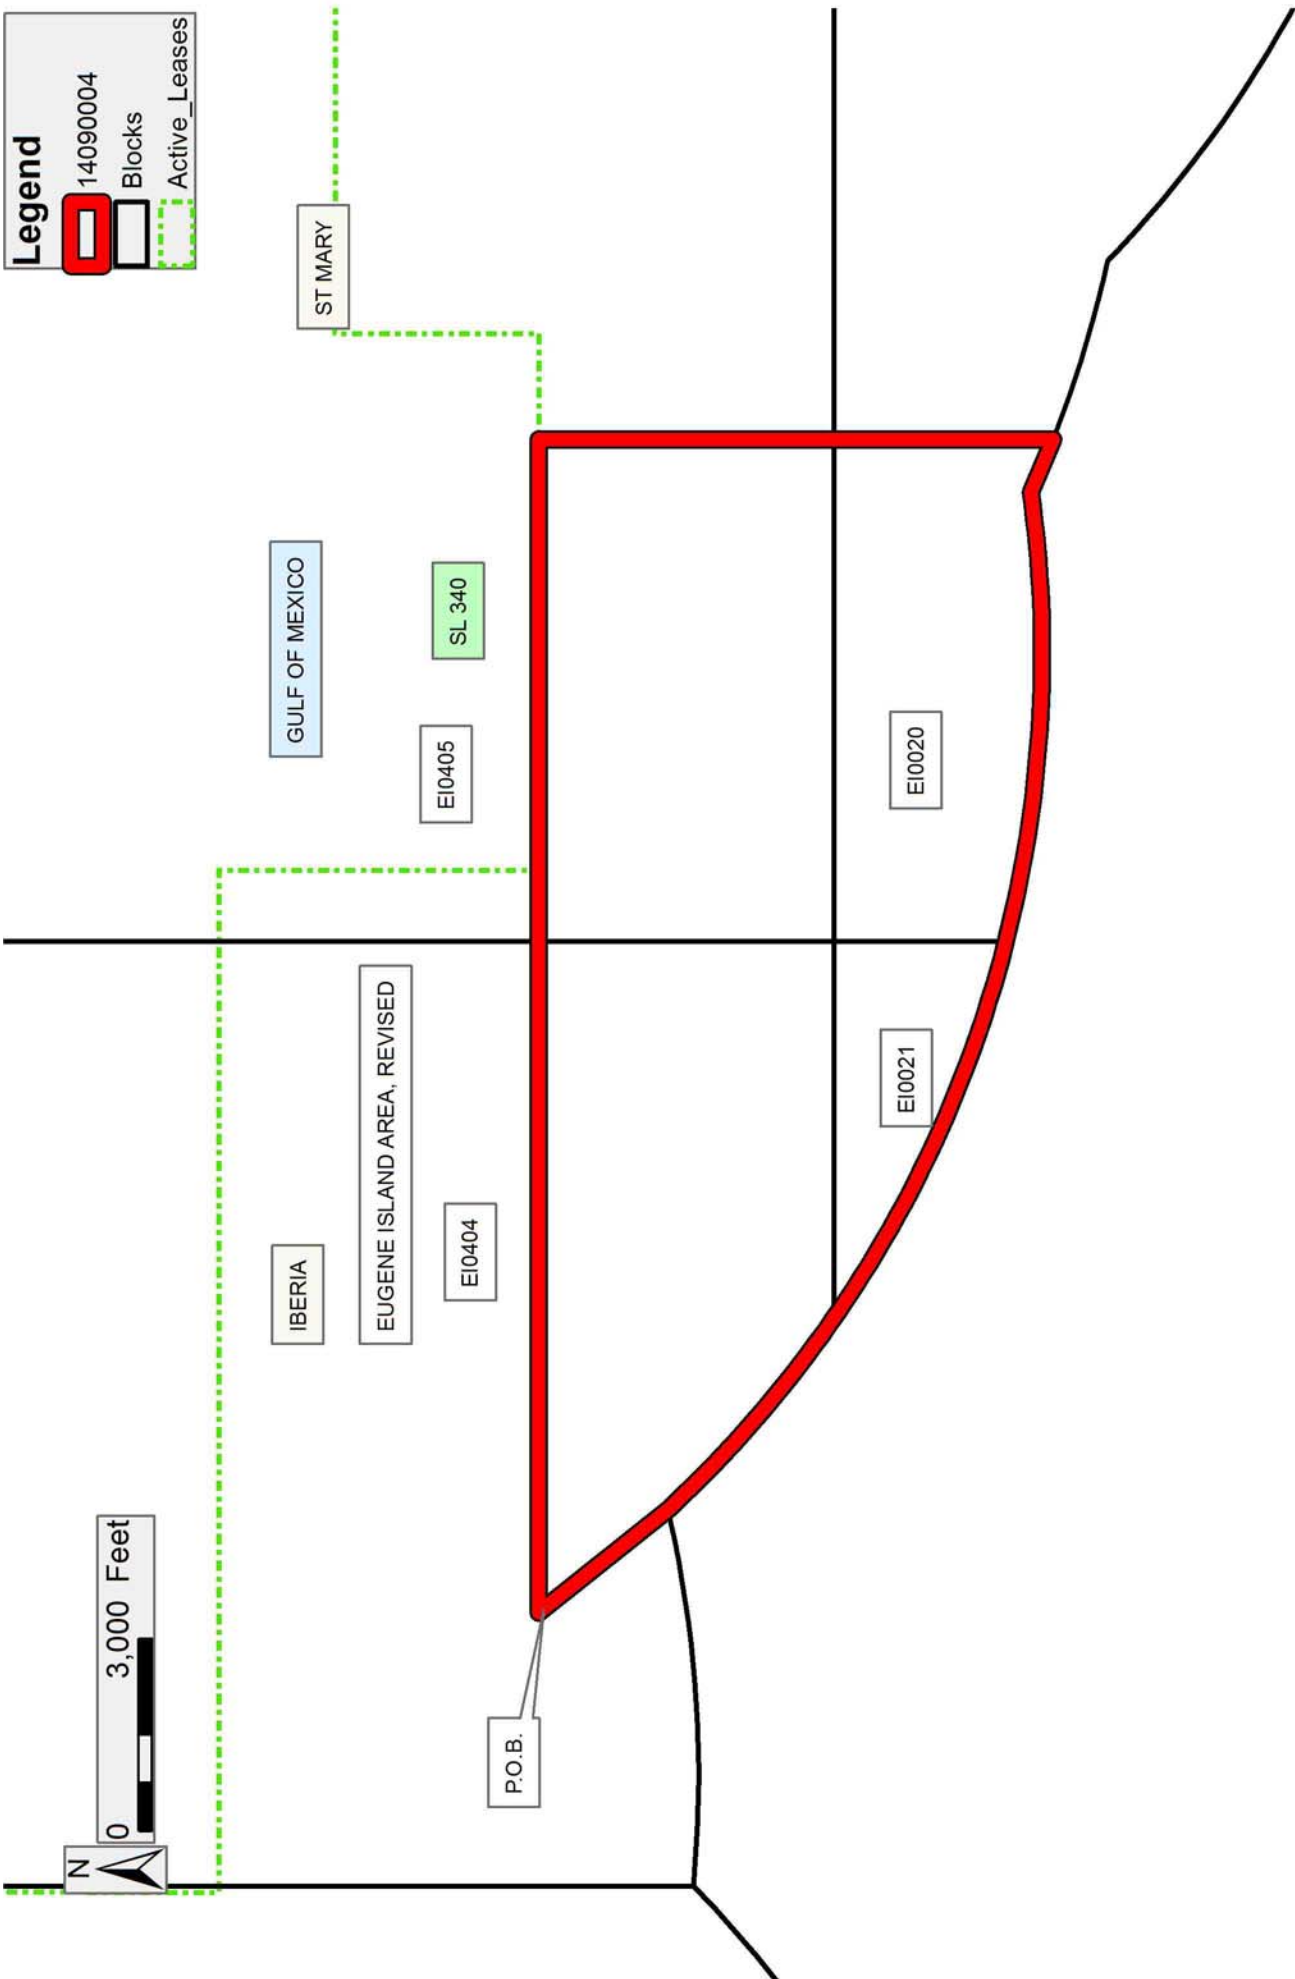 N
0 3,000 Feet
Legend
14090004
Blocks
Active_Leases
IBERIA
GULF OF MEXICO
ST MARY
EUGENE ISLAND AREA, REVISED
EI0404
EI0405
SL 340
P.O.B.
EI0021
EI0020